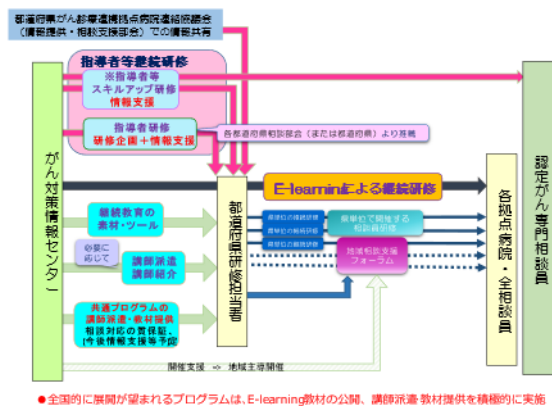 都道府県がん診療連携拠点病院連絡協議会
（情報提供・相談支援部会）での情報共有
指導者等継続研修
※指導者等
スキルアップ研修
情報支援
指導者研修
研修企画＋情報支援
各都道府県相談部会（または都道府県）より推薦
がん対策情報センター
E-learningによる継続研修
都道府県研修担当者
継続教育の
素材・ツール
必要に
応じて
講師派遣
講師紹介
共通プログラムの
講師派遣・教材提供
相談対応の質保証、
(今後情報支援等予定
県単位の継続研修
県単位の継続研修
県単位の継続研修
県単位で開催する
相談員研修
地域相談支援
フォーラム
各拠点病院・全相談員
認定がん専門相談員
開催支援 => 地域主導開催
●全国的に展開が望まれるプログラムは、E-learning教材の公開、講師派遣・教材提供を積極的に実施